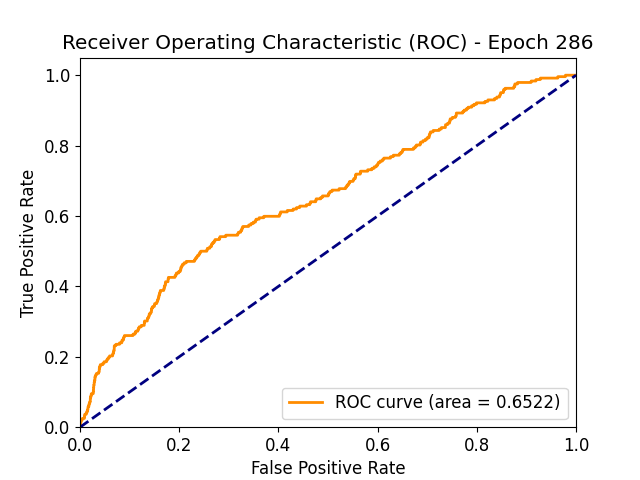 Receiver Operating Characteristic (ROC) - Epoch 286
True Positive Rate
1.0
0.8
0.6
0.4
0.2
0.0
ROC curve (area = 0.6522)
0.0 0.2 0.4 0.6 0.8 1.0
False Positive Rate